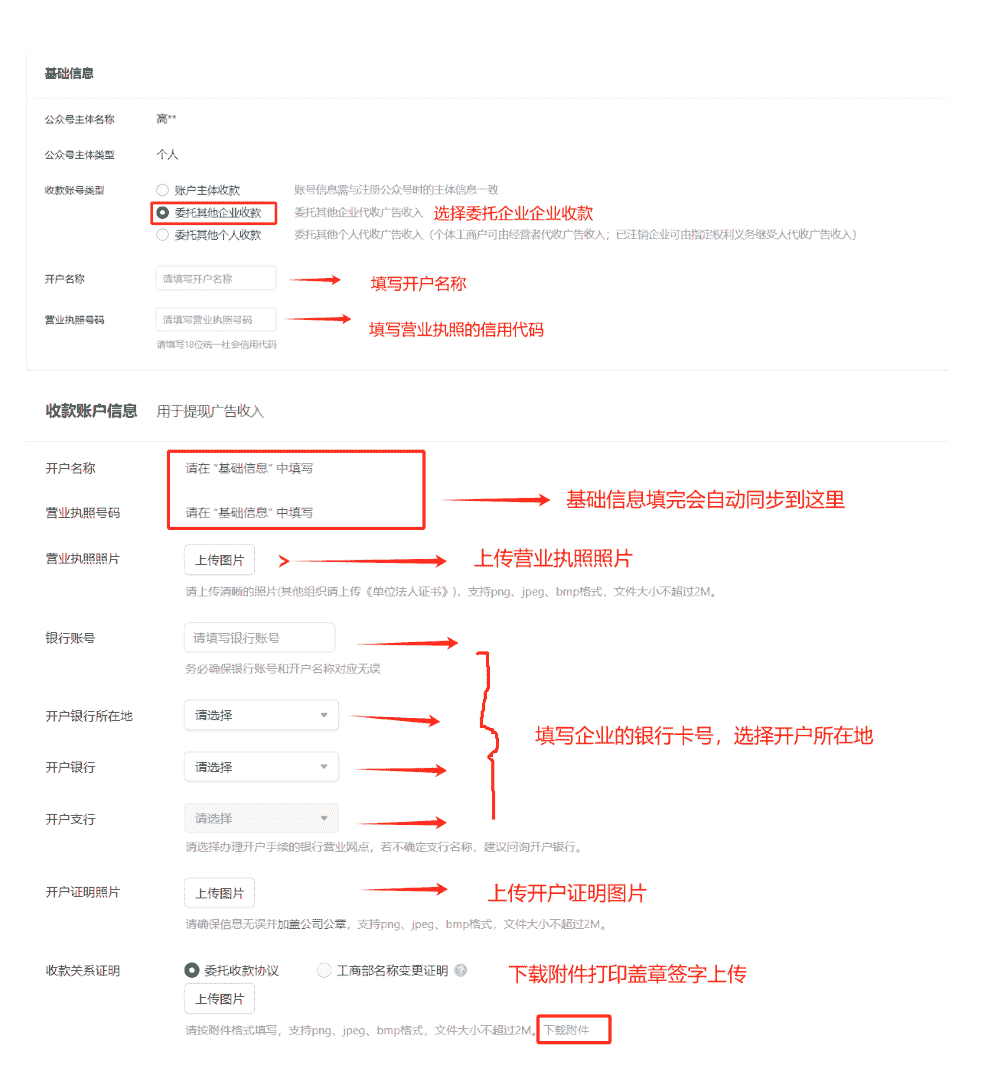 基础信息
公众号主体名称 高**
公众号主体类型 个人
收款账号类型 账户主体收款 账号信息需与注册公众号时的主体信息一致
委托其他企业收款 委托其他企业代收广告收入 选择委托企业企业收款
委托其他个人收款 委托其他个人代收广告收入（个体工商户可由经营者代收广告收入；已注销企业可由指定权利义务继受人代收广告收入）
开户名称 请填写开户名称 填写开户名称
营业执照号码 请填写营业执照号码 填写营业执照的信用代码
请填写18位统一社会信用代码
收款账户信息 用于提现广告收入
开户名称 请在 “基础信息” 中填写
基础信息填完会自动同步到这里
营业执照号码 请在 “基础信息” 中填写
营业执照照片 上传图片 上传营业执照照片
请上传清晰的照片(其他组织请上传《单位法人证书》)，支持png、jpeg、bmp格式，文件大小不超过2M。
银行账号 请填写银行账号
务必确保银行账号和开户名称对应无误
开户银行所在地 请选择
填写企业的银行卡号，选择开户所在地
开户银行 请选择
开户支行 请选择
请选择办理开户手续的银行营业网点，若不确定支行名称，建议问询开户银行。
开户证明照片 上传图片 上传开户证明图片
请确保信息无误并加盖公司公章，支持png、jpeg、bmp格式，文件大小不超过2M。
收款关系证明 委托收款协议 工商部名称变更证明 ? 下载附件打印盖章签字上传
上传图片
请按附件格式填写，支持png、jpeg、bmp格式，文件大小不超过2M。 下载附件